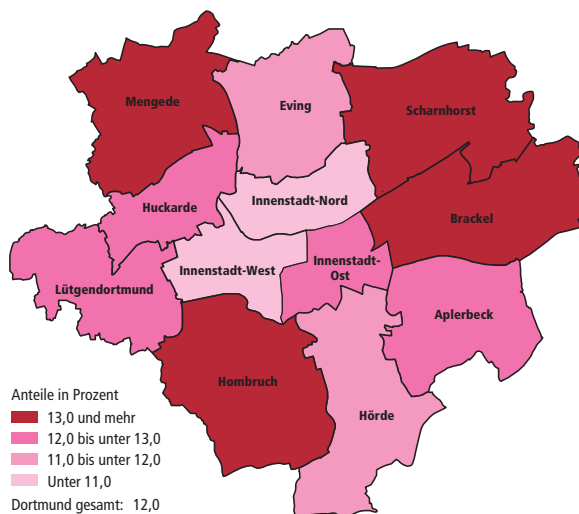 Mengede
Eving
Scharnhorst
Huckarde
Innenstadt-Nord
Brackel
Innenstadt-West
Innenstadt-
Ost
Lütgendortmund
Aplerbeck
Hombruch
Hörde
Anteile in Prozent
13,0 und mehr
12,0 bis unter 13,0
11,0 bis unter 12,0
Unter 11,0
Dortmund gesamt: 12,0